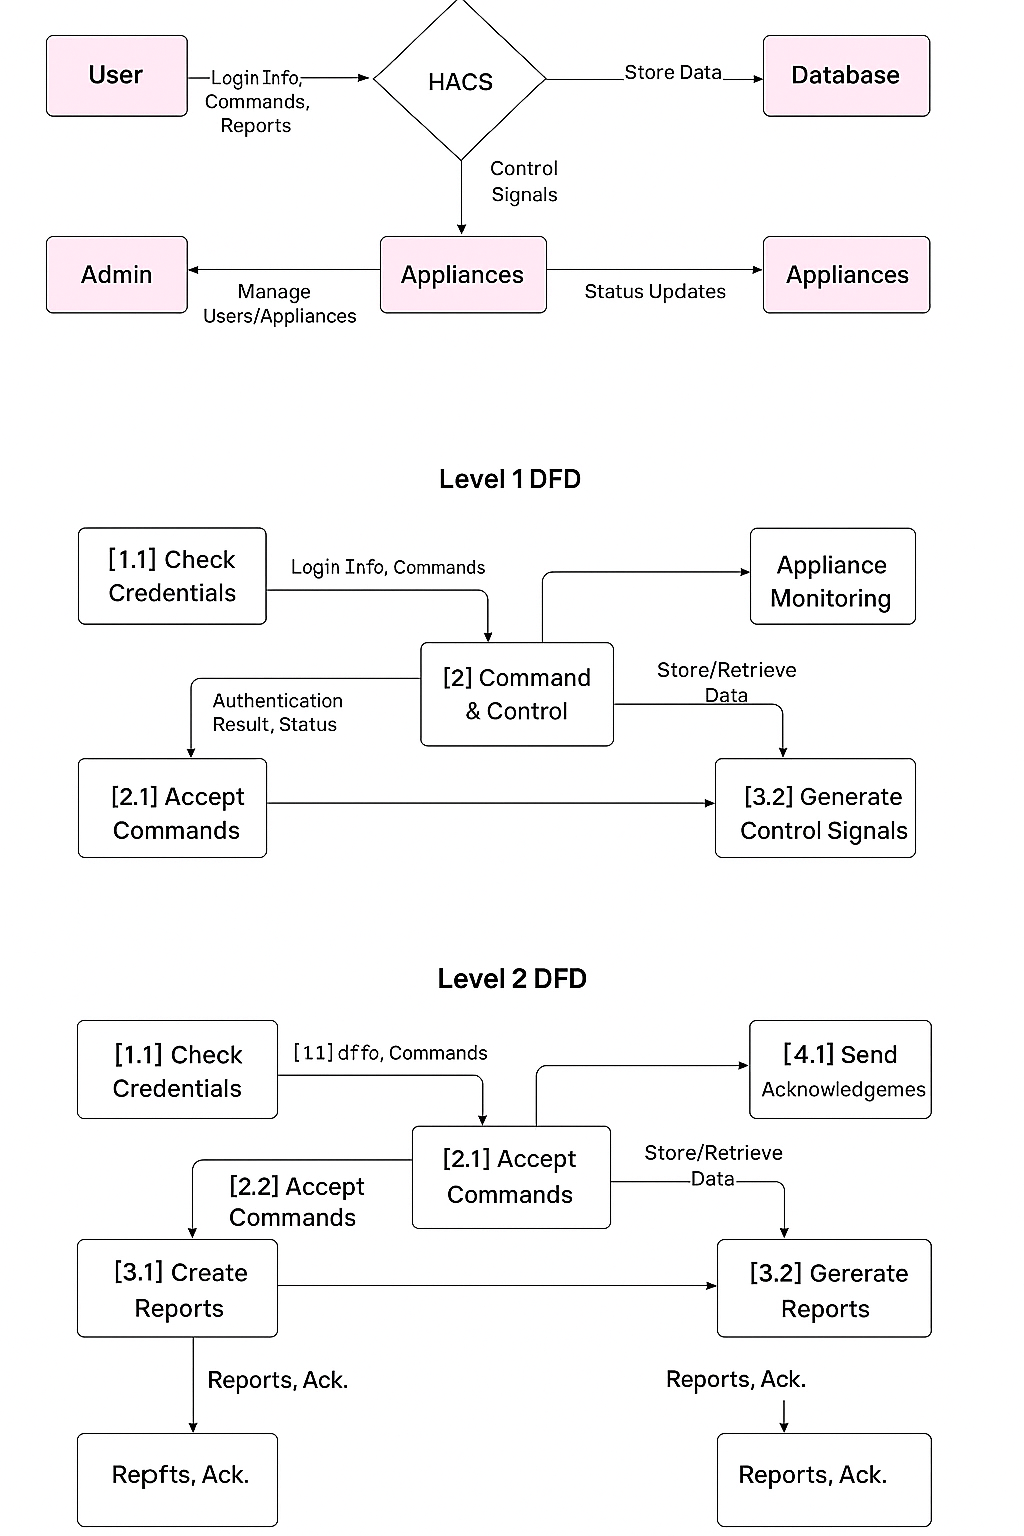 User
Login Info,
Commands,
Reports
HACS
Store Data
Database
Control
Signals
Admin
Manage
Users/Appliances
Appliances
Status Updates
Appliances
Level 1 DFD
[1.1] Check
Credentials
Login Info, Commands
Appliance
Monitoring
[2] Command
& Control
Store/Retrieve
Data
Authentication
Result, Status
[2.1] Accept
Commands
[3.2] Generate
Control Signals
Level 2 DFD
[1.1] Check
Credentials
[11] dffo, Commands
[4.1] Send
Acknowledgemes
[2.1] Accept
Commands
Store/Retrieve
Data
[2.2] Accept
Commands
[3.1] Create
Reports
[3.2] Gererate
Reports
Reports, Ack.
Reports, Ack.
Repfts, Ack.
Reports, Ack.